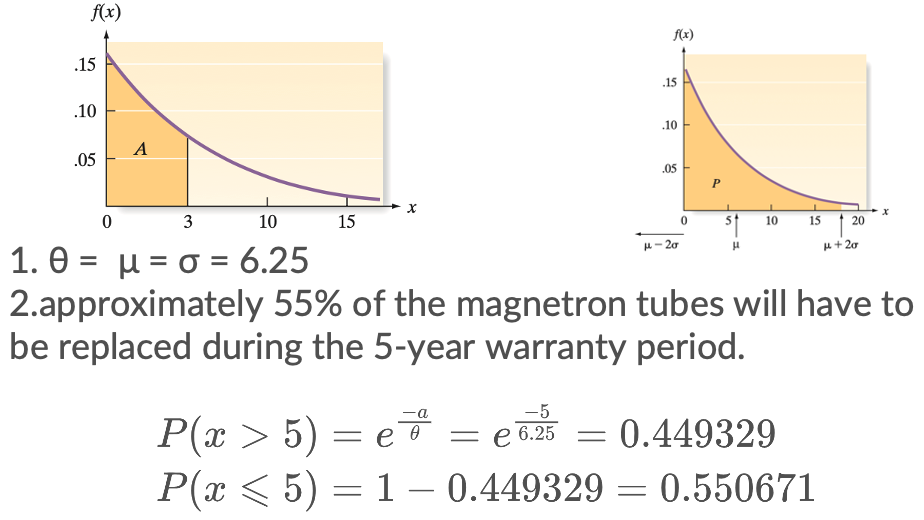 f(x)
.15
.10
.05
A
0 3 10 15 x
f(x)
.15
.10
.05
P
0 5 10 15 20 x
μ – 2σ μ μ + 2σ
1. θ = μ = σ = 6.25
2.approximately 55% of the magnetron tubes will have to
be replaced during the 5-year warranty period.
P(x > 5) = e^{\frac{-a}{θ}} = e^{\frac{-5}{6.25}} = 0.449329
P(x ⩽ 5) = 1 − 0.449329 = 0.550671